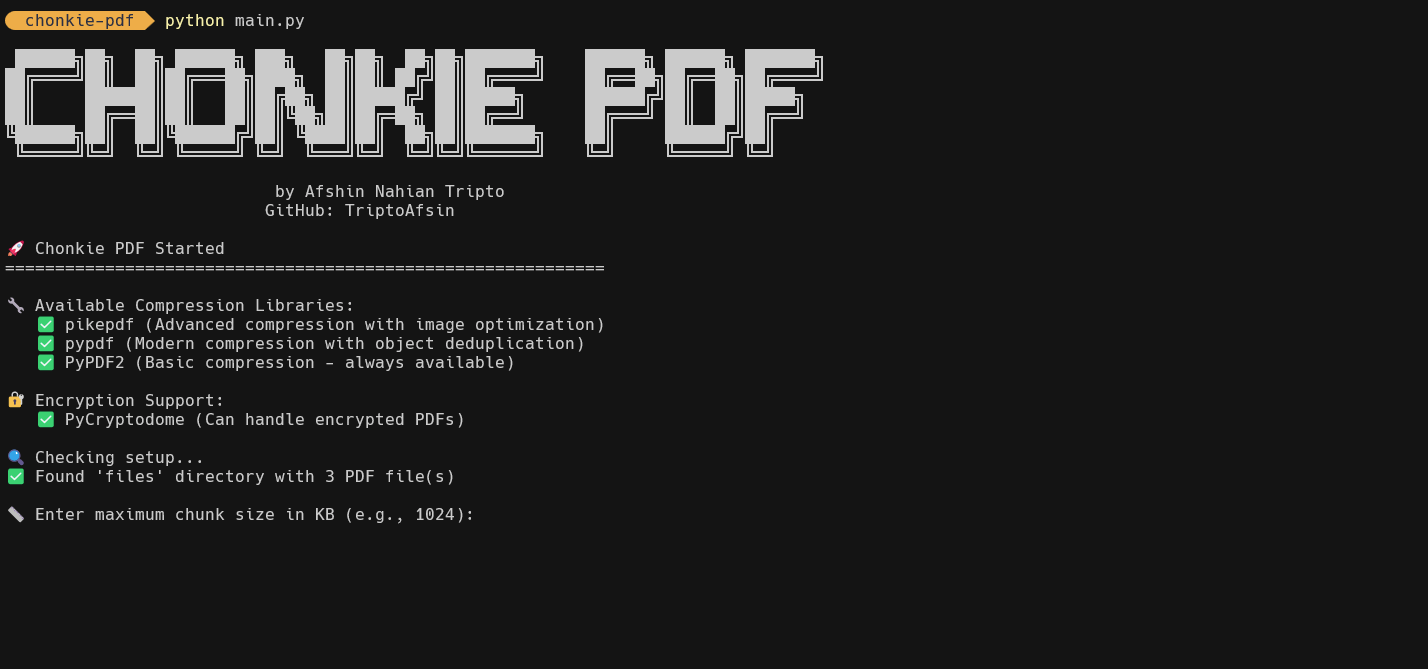 chonkie-pdf python main.py
CHONKIE PDF
by Afshin Nahian Tripto
GitHub: TriptoAfsin
🚀 Chonkie PDF Started
============================================================
🔧 Available Compression Libraries:
✅ pikepdf (Advanced compression with image optimization)
✅ pypdf (Modern compression with object deduplication)
✅ PyPDF2 (Basic compression - always available)
🔐 Encryption Support:
✅ PyCryptodome (Can handle encrypted PDFs)
🔍 Checking setup...
✅ Found 'files' directory with 3 PDF file(s)
📏 Enter maximum chunk size in KB (e.g., 1024):